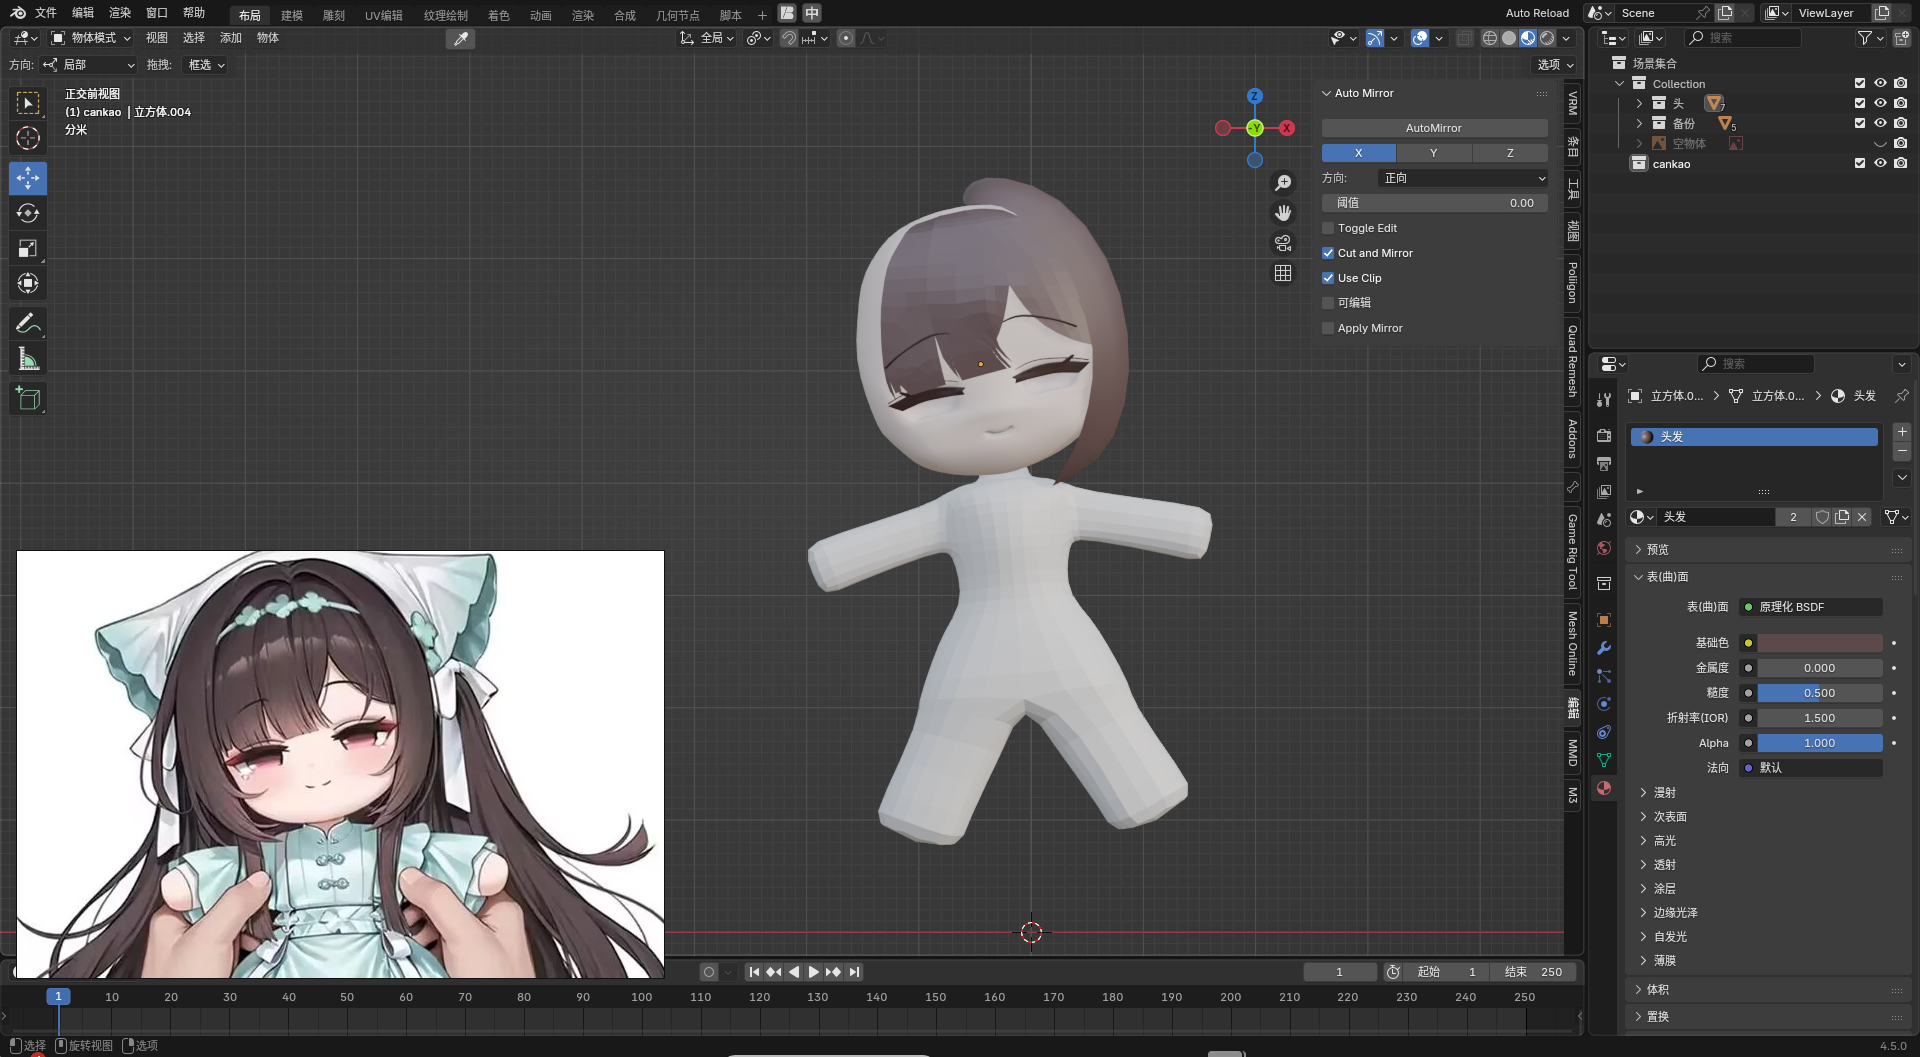 文件 编辑 渲染 窗口 帮助 布局 建模 雕刻 UV编辑 纹理绘制 着色 动画 渲染 合成 几何节点 脚本 + 中 Auto Reload Scene ViewLayer
物体模式 视图 选择 添加 物体 全局 搜索
方向: 局部 拖拽: 框选 选项
正交前视图
(1) cankao | 立方体.004
分米
Z
-Y X
Auto Mirror
AutoMirror
X Y Z
方向: 正向
阈值 0.00
Toggle Edit
Cut and Mirror
Use Clip
可编辑
Apply Mirror
VRM
条目
工具
视图
Poliigon
Quad Remesh
Addons
Game Rig Tool
Mesh Online
编辑
MMD
M3
场景集合
Collection
头 7
备份 5
空物体
cankao
搜索
立方体.0... 立方体.0... 头发
头发
头发 2
预览
表(曲)面
表(曲)面 原理化 BSDF
基础色
金属度 0.000
糙度 0.500
折射率(IOR) 1.500
Alpha 1.000
法向 默认
漫射
次表面
高光
透射
涂层
边缘光泽
自发光
薄膜
体积
置换
1 起始 1 结束 250
1 10 20 30 40 50 60 70 80 90 100 110 120 130 140 150 160 170 180 190 200 210 220 230 240 250
选择 旋转视图 选项 4.5.0